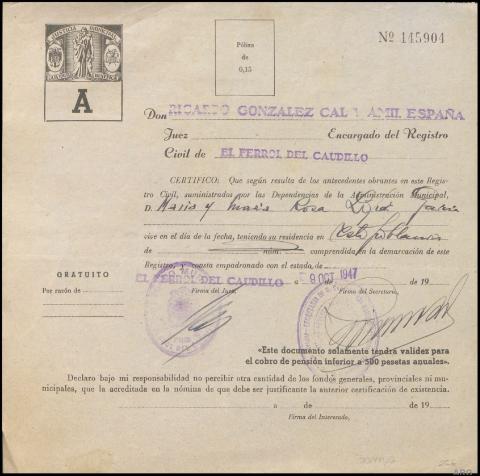 JUSTICIA MUNICIPAL
A
Póliza
de
0,15
Nº 445904
Don RICARDO GONZALEZ CAL Y AMIL ESPAÑA
Juez Encargado del Registro
Civil de EL FERROL DEL CAUDILLO
CERTIFICO: Que según resulta de los antecedentes obrantes en este Regis-
tro Civil, suministrados por las Dependencias de la Administración Municipal,
D. María y María Rosa García
vive en el día de la fecha, teniendo su residencia en esta población
de núm. comprendida en la demarcación de este
Registro, y consta empadronado con el estado de
EL FERROL DEL CAUDILLO a 9 OCT. 1947 de 19
Firma del Juez, Firma del Secretario,
GRATUITO
Por razón de
«Este documento solamente tendrá validez para
el cobro de pensión inferior a 500 pesetas anuales».
Declaro bajo mi responsabilidad no percibir otra cantidad de los fondos generales, provinciales ni mu-
nicipales, que la acreditada en la nómina de que debe ser justificante la anterior certificación de existencia.
a de de 19
Firma del Interesado,